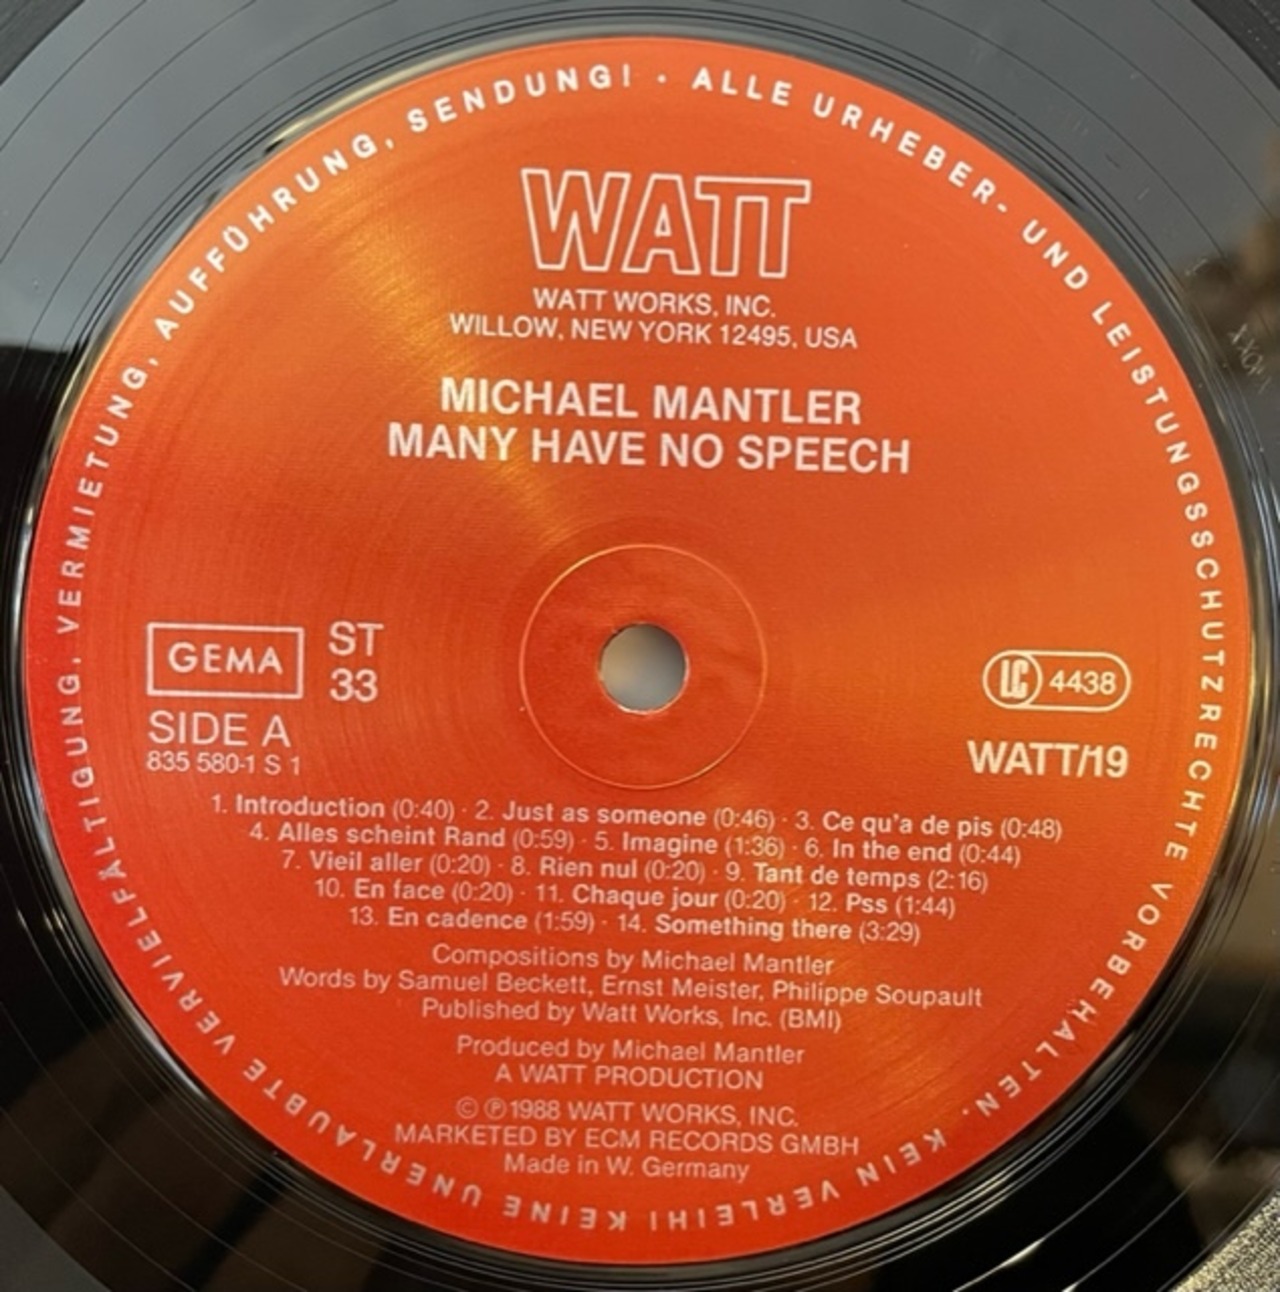 ALLE URHEBER- UND LEISTUNGSSCHUTZRECHTE VORBEHALTEN. KEIN VERLEIH! KEINE UNERLAUBTE VERVIELFÄLTIGUNG, VERMIETUNG, AUFFÜHRUNG, SENDUNG! ·
WATT
WATT WORKS, INC.
WILLOW, NEW YORK 12495, USA
MICHAEL MANTLER
MANY HAVE NO SPEECH
GEMA
ST
33
SIDE A
835 580-1 S 1
LC 4438
WATT/19
1. Introduction (0:40) · 2. Just as someone (0:46) · 3. Ce qu'a de pis (0:48)
4. Alles scheint Rand (0:59) · 5. Imagine (1:36) · 6. In the end (0:44)
7. Vieil aller (0:20) · 8. Rien nul (0:20) · 9. Tant de temps (2:16)
10. En face (0:20) · 11. Chaque jour (0:20) · 12. Pss (1:44)
13. En cadence (1:59) · 14. Something there (3:29)
Compositions by Michael Mantler
Words by Samuel Beckett, Ernst Meister, Philippe Soupault
Published by Watt Works, Inc. (BMI)
Produced by Michael Mantler
A WATT PRODUCTION
© ℗ 1988 WATT WORKS, INC.
MARKETED BY ECM RECORDS GMBH
Made in W. Germany